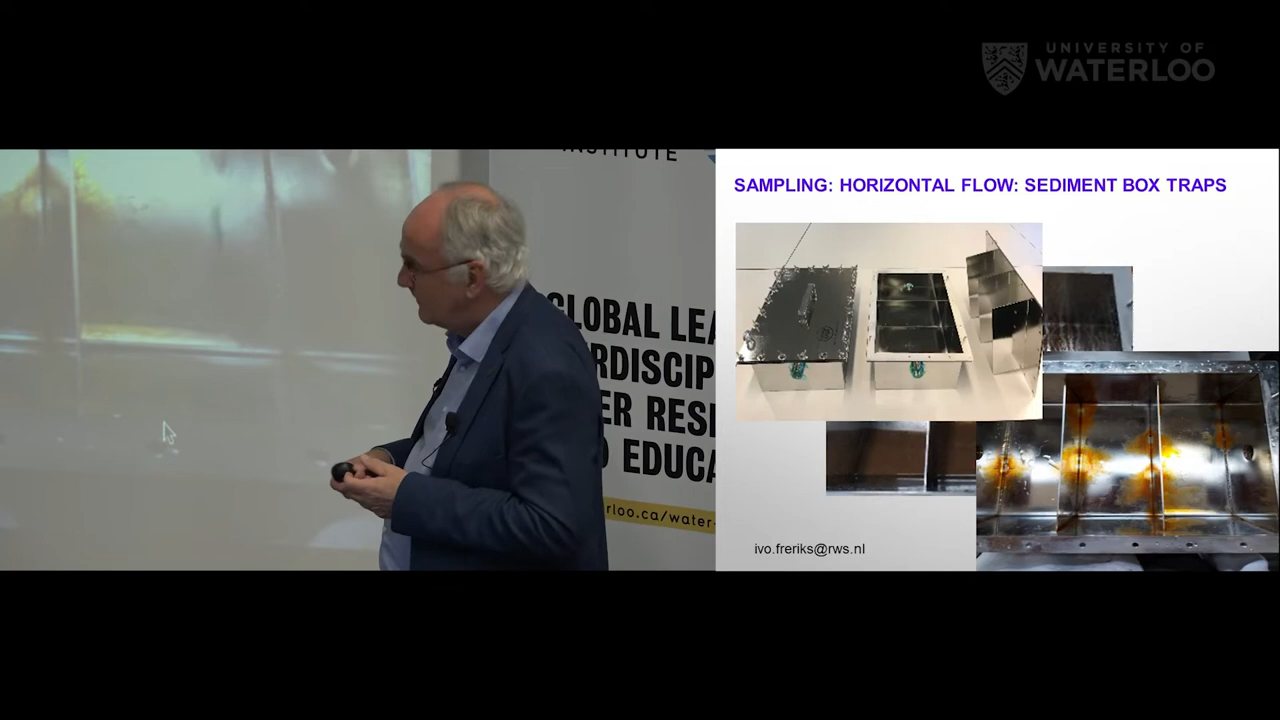 UNIVERSITY OF
WATERLOO
INSTITUTE
GLOBAL LEA
RDISCIP
ER RESE
EDUCA
rloo.ca/water-
SAMPLING: HORIZONTAL FLOW: SEDIMENT BOX TRAPS
ivo.freriks@rws.nl